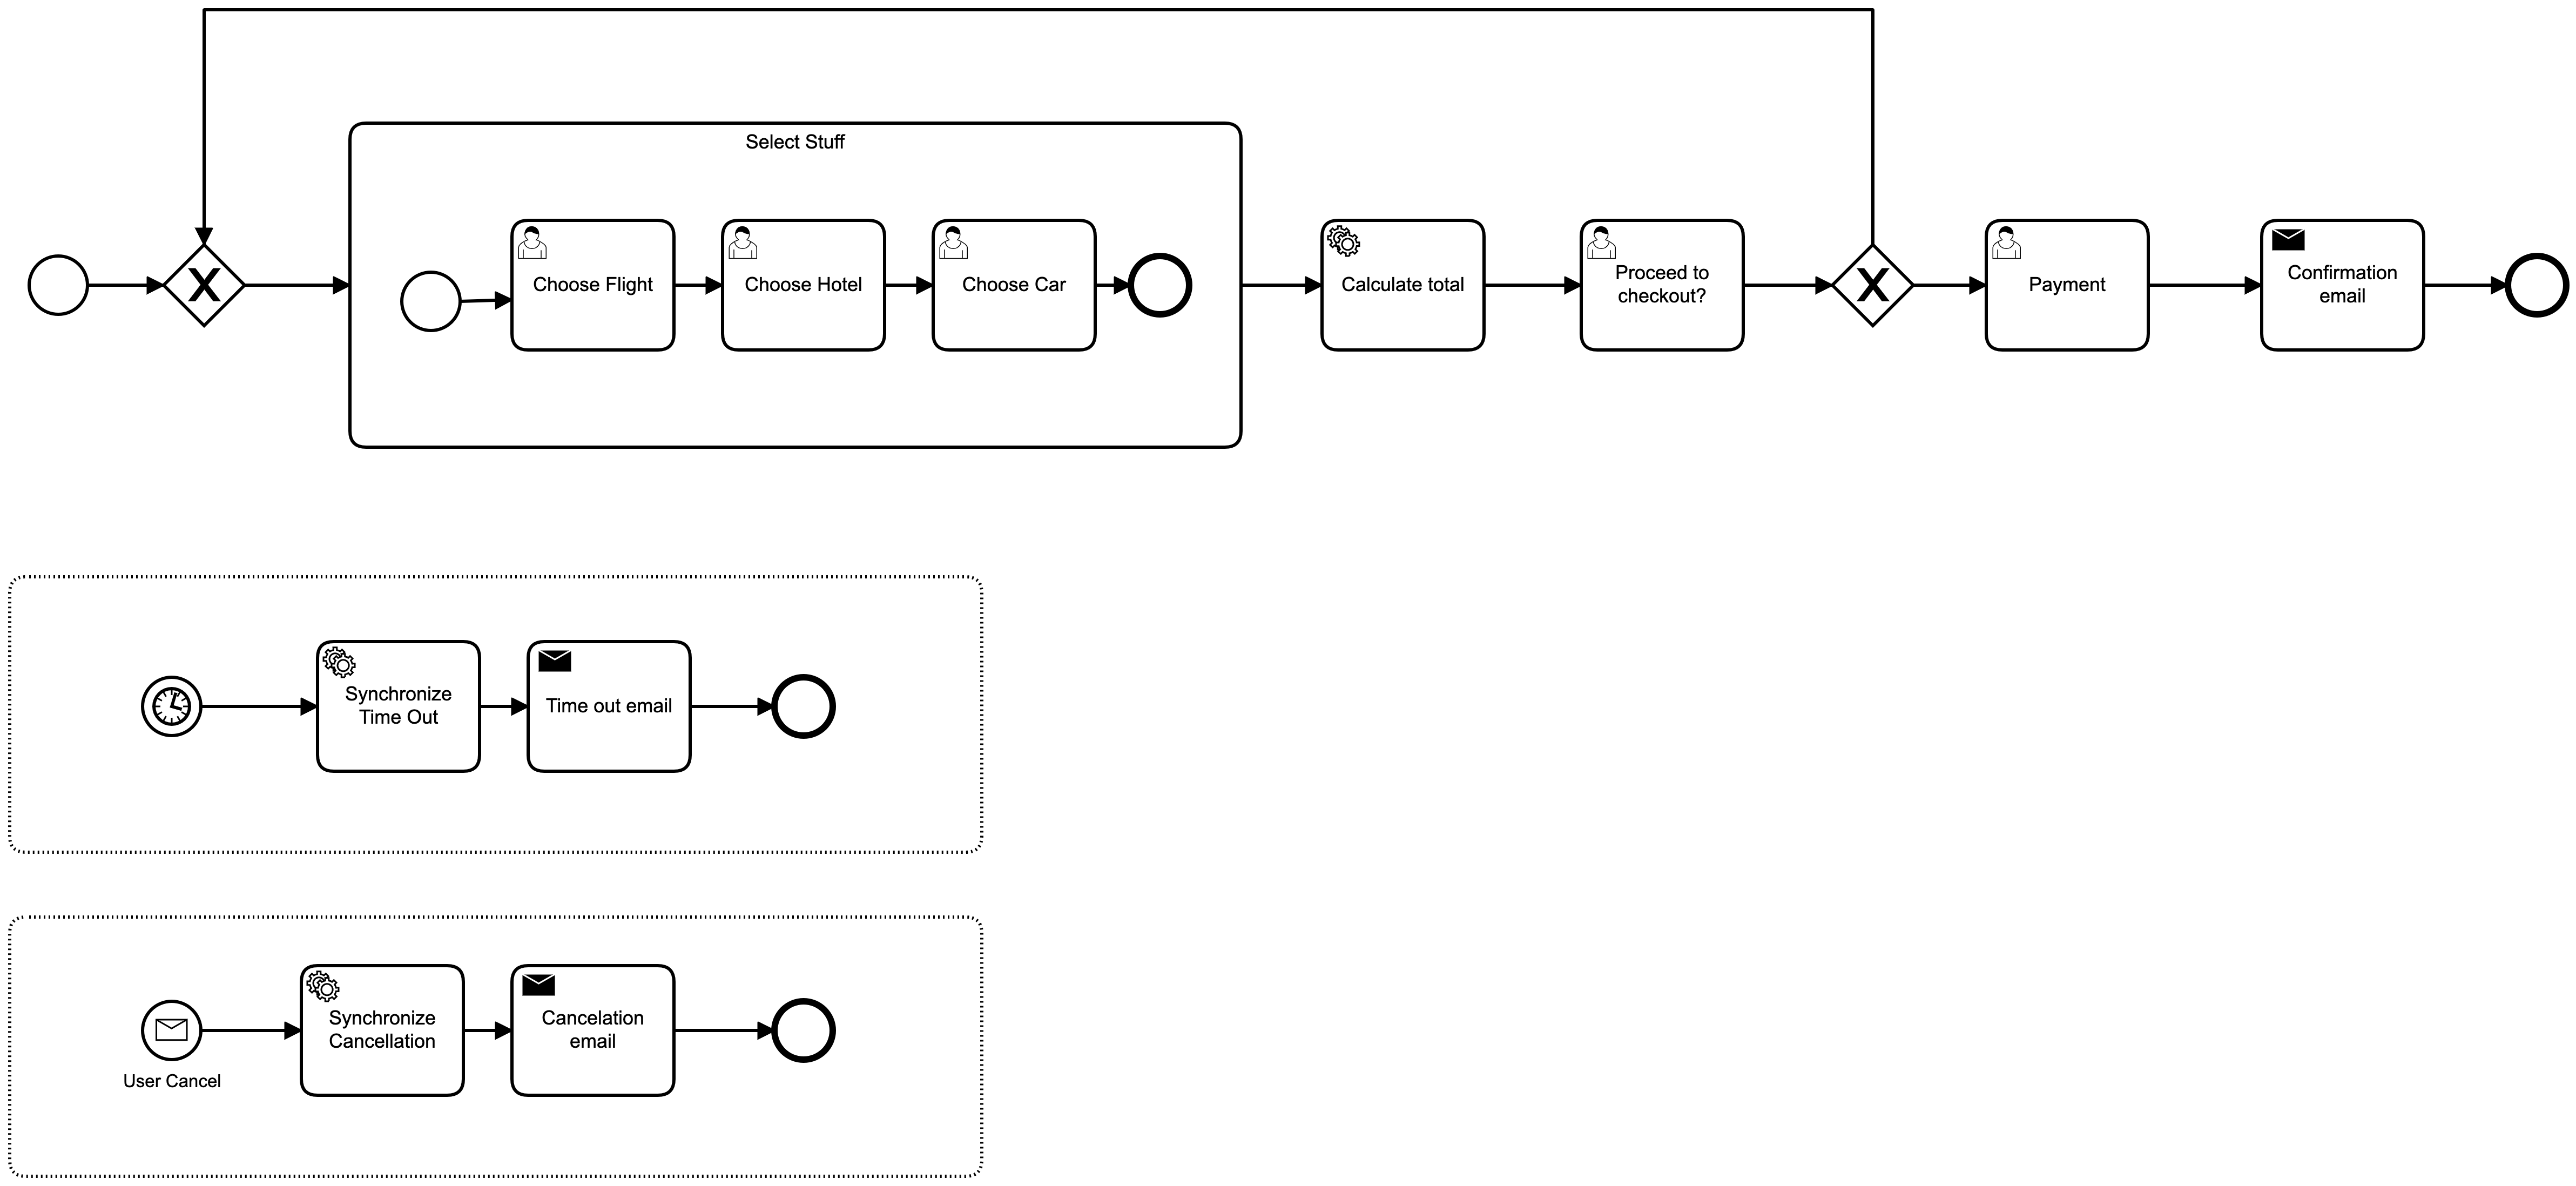 Select Stuff
Choose Flight
Choose Hotel
Choose Car
Calculate total
Proceed to
checkout?
Payment
Confirmation
email
Synchronize
Time Out
Time out email
Synchronize
Cancellation
Cancelation
email
User Cancel